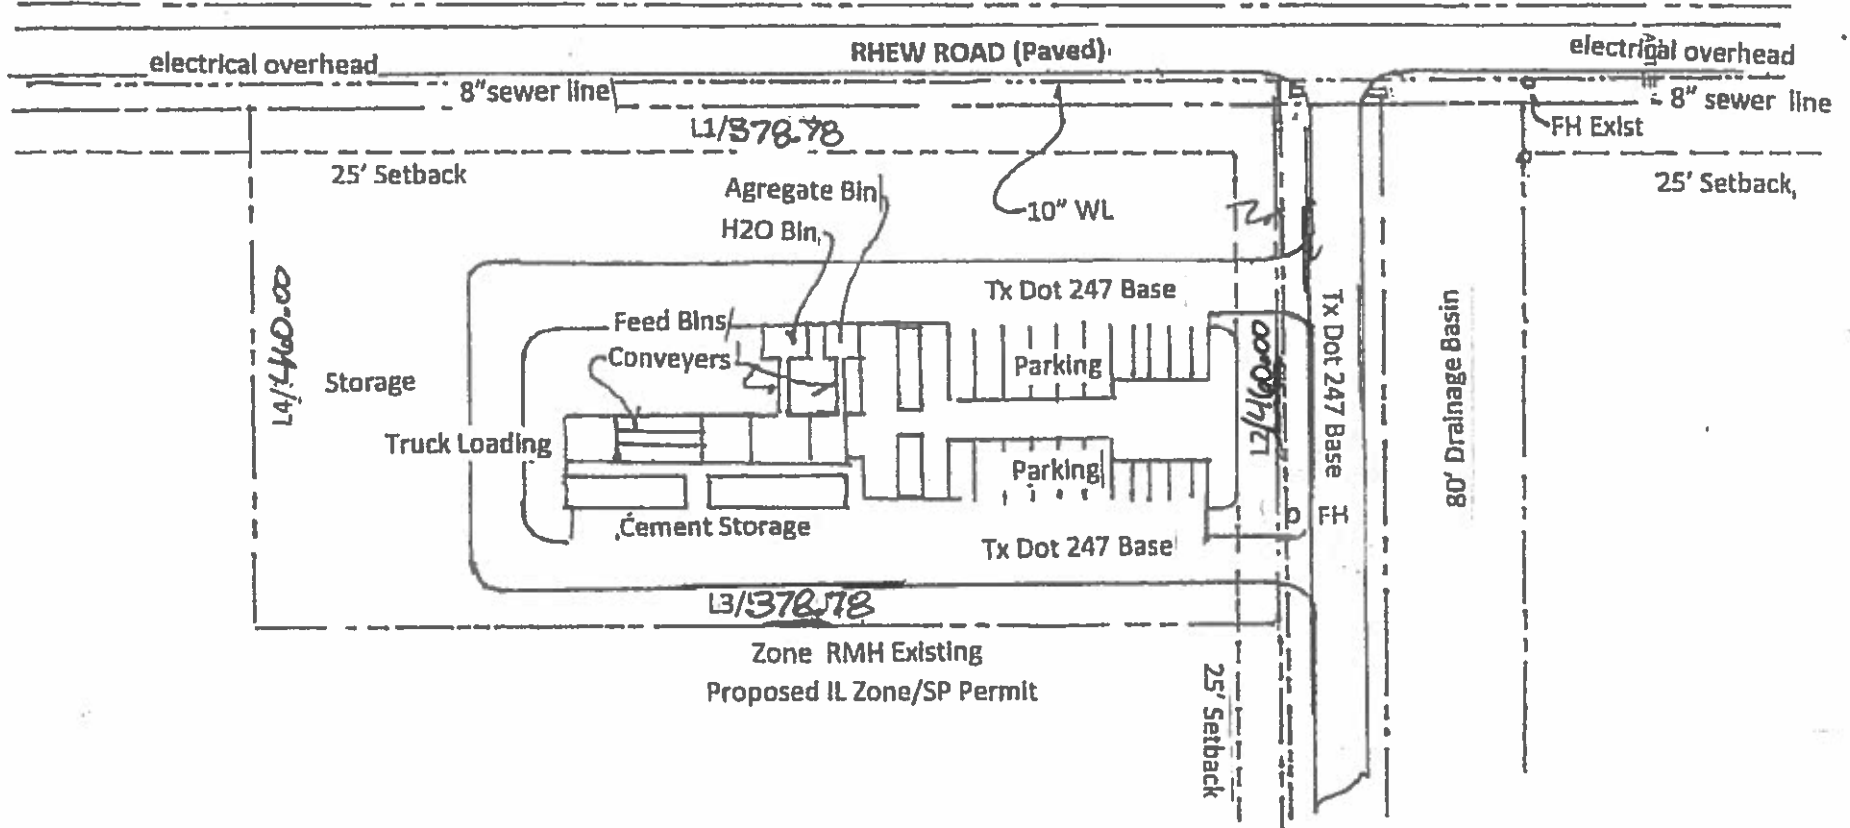 RHEW ROAD (Paved)
electrical overhead
electrical overhead
8"sewer line
8" sewer line
L1/378.78
FH Exist
25' Setback
25' Setback
Agregate Bin
10" WL
H2O Bin
Tx Dot 247 Base
Feed Bins
Conveyers
Parking
Storage
L4/460.00
L2/460.00
Tx Dot 247 Base
80' Drainage Basin
Truck Loading
Parking
Cement Storage
FH
Tx Dot 247 Base
L3/378.78
Zone RMH Existing
Proposed IL Zone/SP Permit
25' Setback